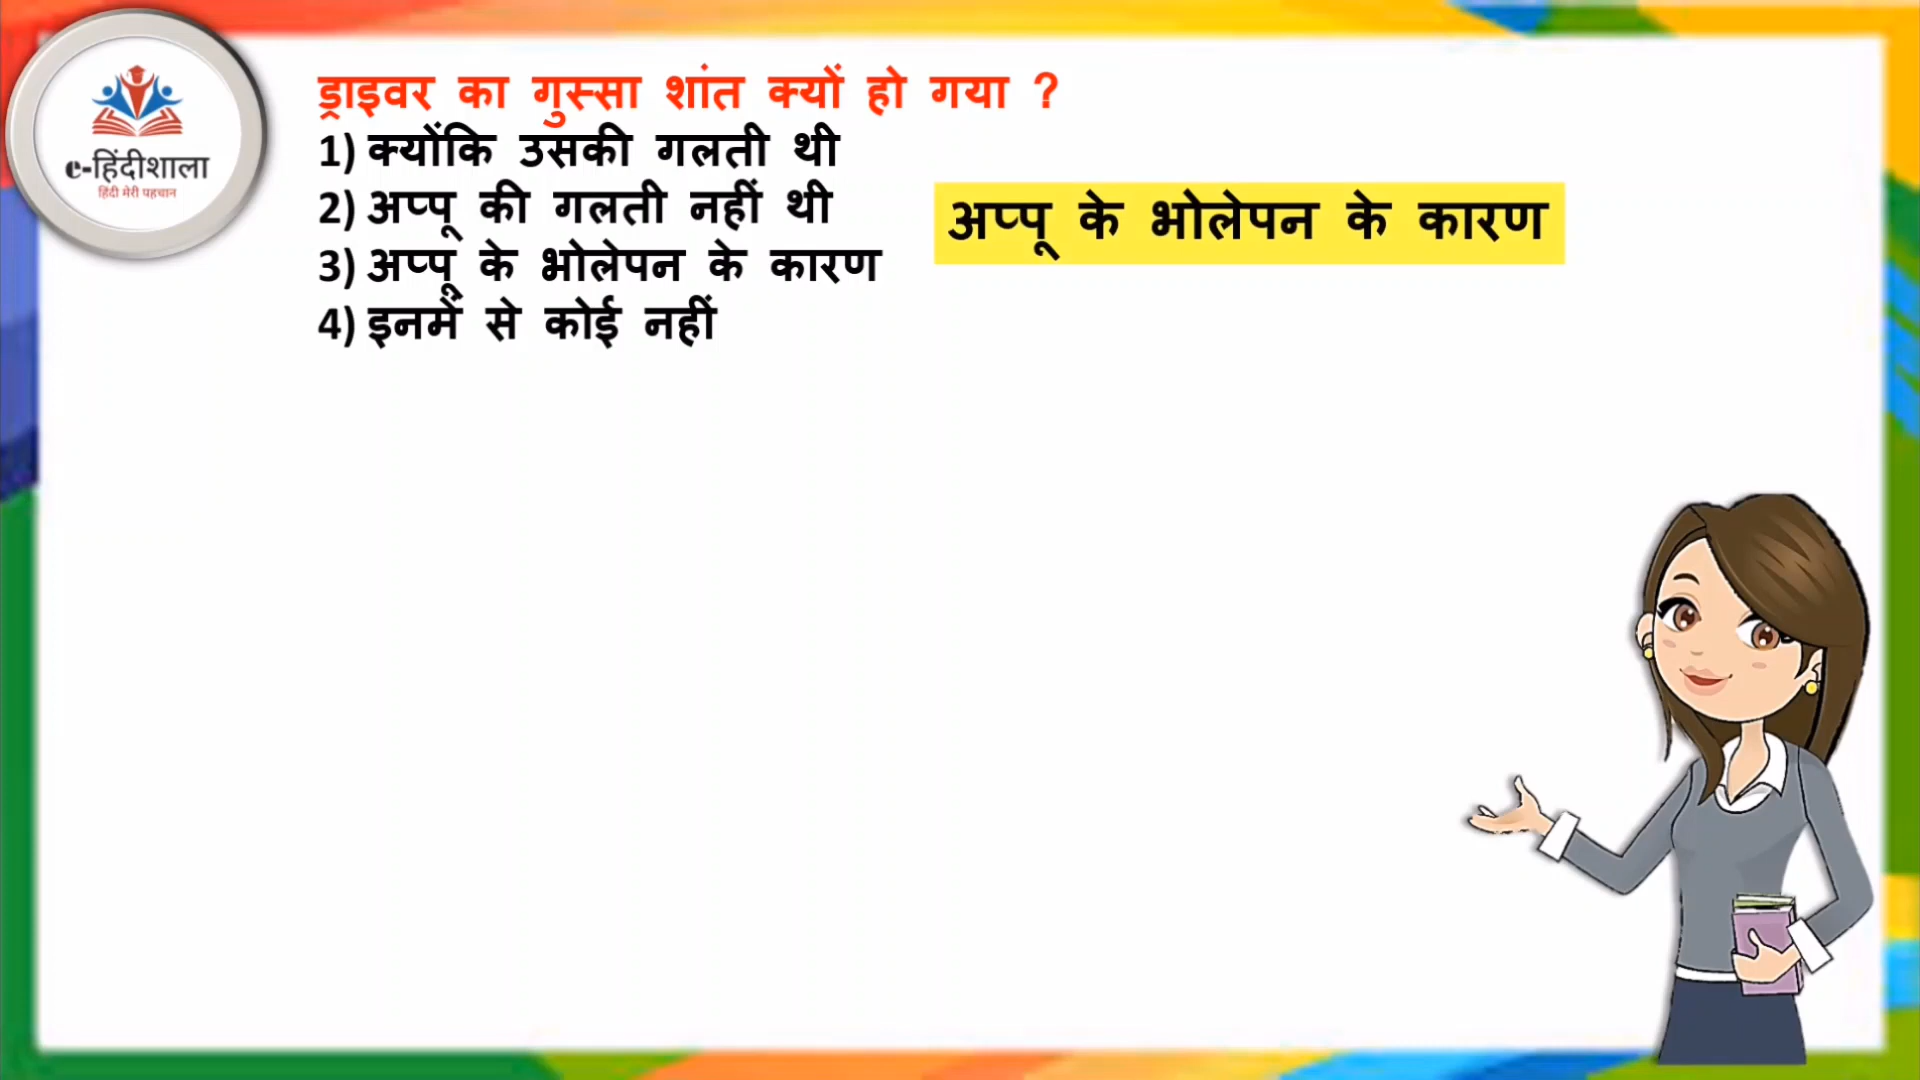 e-हिंदीशाला
हिंदी मेरी पहचान
ड्राइवर का गुस्सा शांत क्यों हो गया ?
1) क्योंकि उसकी गलती थी
2) अप्पू की गलती नहीं थी
3) अप्पू के भोलेपन के कारण
4) इनमें से कोई नहीं
अप्पू के भोलेपन के कारण